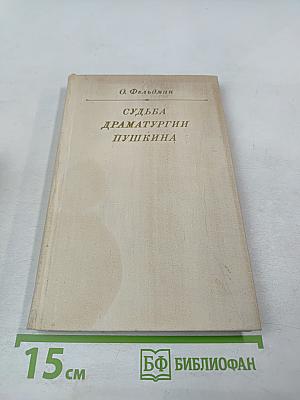 О. Фельдман
СУДЬБА
ДРАМАТУРГИИ
ПУШКИНА
15 см
БФ БИБЛИОФАН